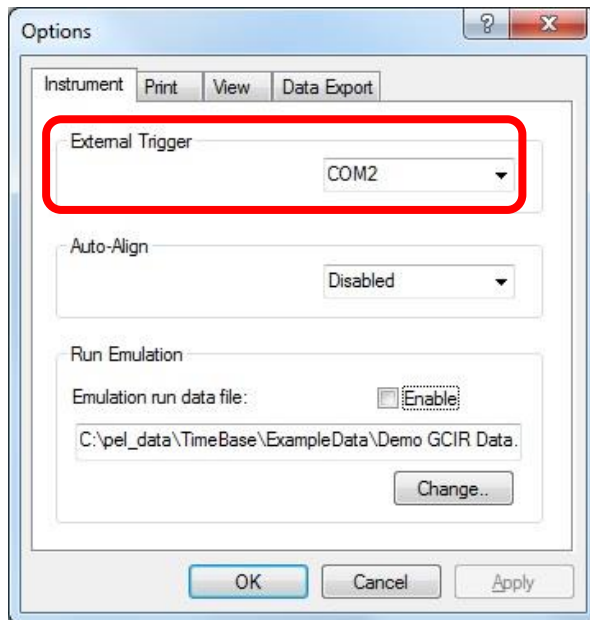 Options
Instrument Print View Data Export
External Trigger
COM2
Auto-Align
Disabled
Run Emulation
Emulation run data file: Enable
C:\pel_data\TimeBase\ExampleData\Demo GCIR Data.
Change..
OK Cancel Apply